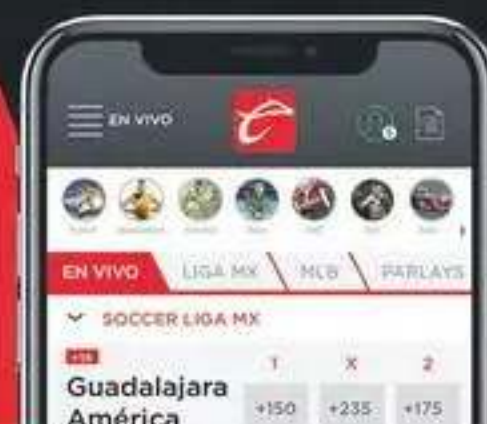 EN VIVO
EN VIVO LIGA MX MLB PARLAYS
SOCCER LIGA MX
1 X 2
Guadalajara
América
+150 +235 +175